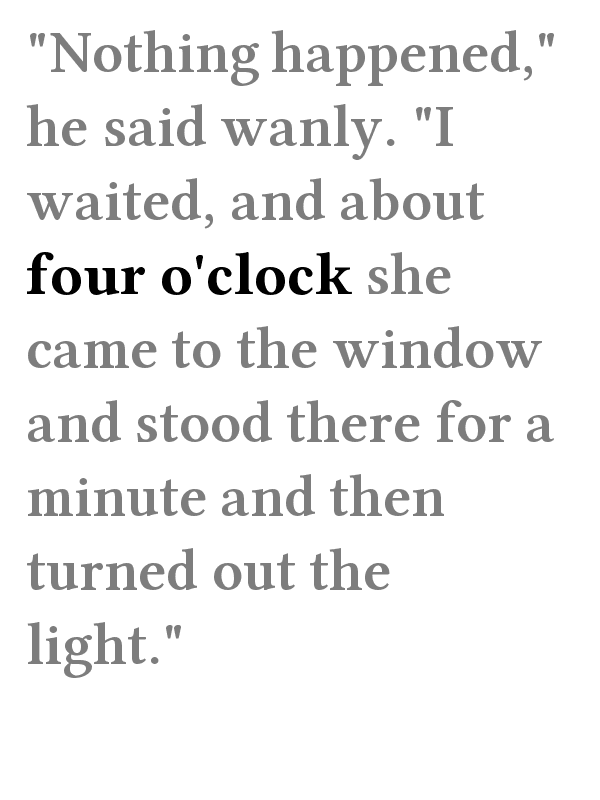 "Nothing happened,"
he said wanly. "I
waited, and about
four o'clock she
came to the window
and stood there for a
minute and then
turned out the
light."